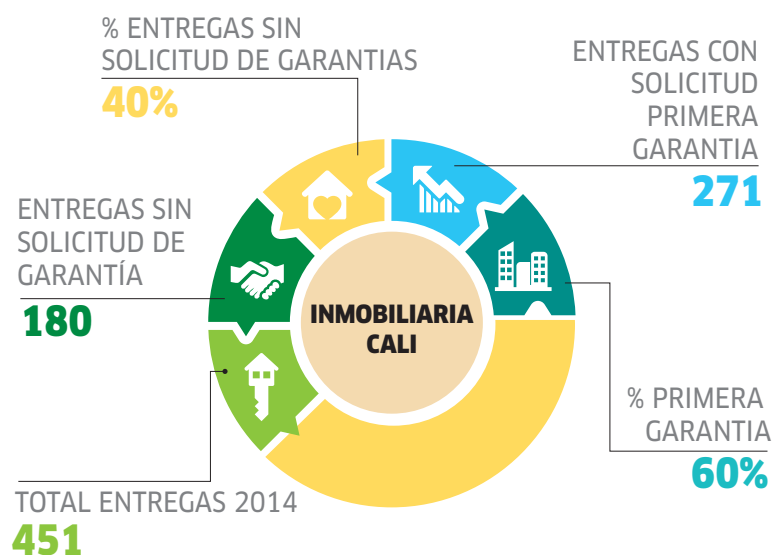 % ENTREGAS SIN
SOLICITUD DE GARANTIAS
40%
ENTREGAS CON
SOLICITUD
PRIMERA
GARANTIA
271
ENTREGAS SIN
SOLICITUD DE
GARANTÍA
180
INMOBILIARIA
CALI
% PRIMERA
GARANTIA
60%
TOTAL ENTREGAS 2014
451